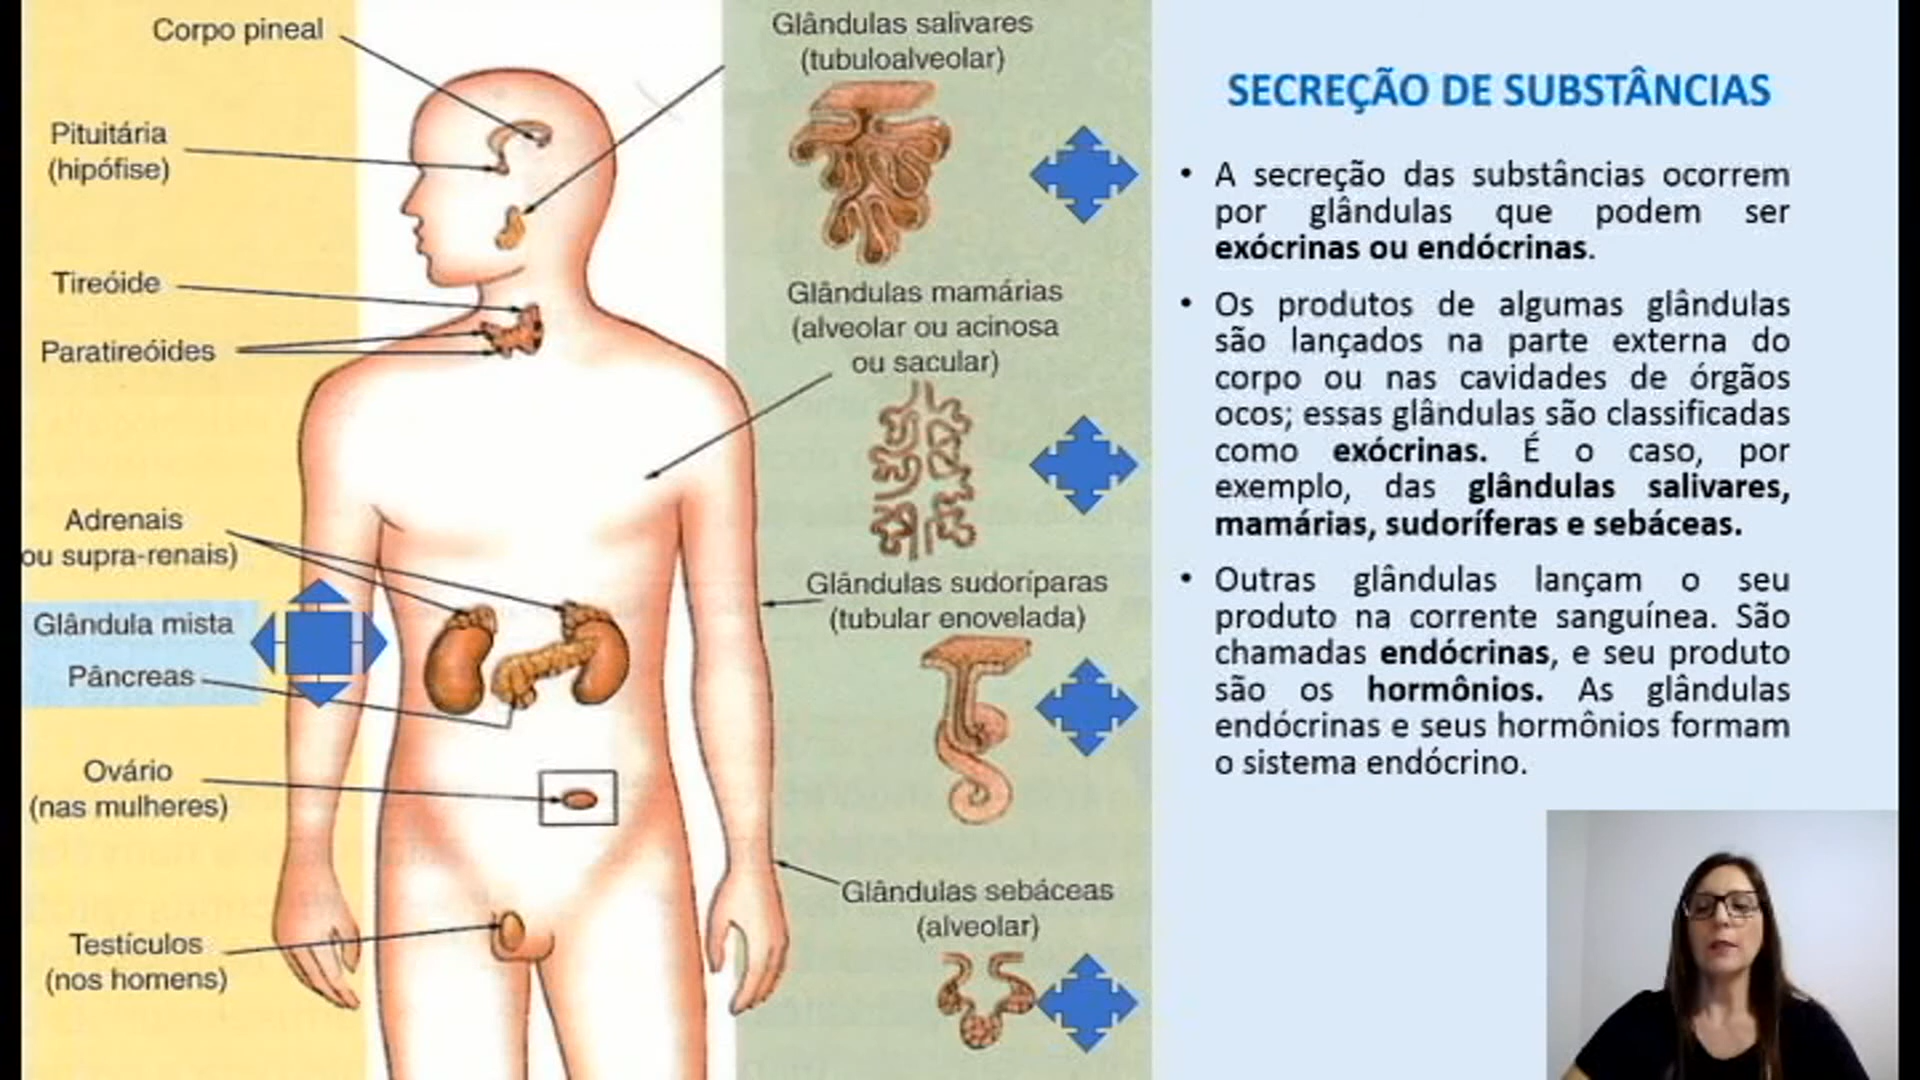 Corpo pineal
Pituitária
(hipófise)
Tireóide
Paratireóides
Adrenais
ou supra-renais)
Glândula mista
Pâncreas
Ovário
(nas mulheres)
Testículos
(nos homens)
Glândulas salivares
(tubuloalveolar)
Glândulas mamárias
(alveolar ou acinosa
ou sacular)
Glândulas sudoríparas
(tubular enovelada)
Glândulas sebáceas
(alveolar)
SECREÇÃO DE SUBSTÂNCIAS
• A secreção das substâncias ocorrem
por glândulas que podem ser
exócrinas ou endócrinas.
• Os produtos de algumas glândulas
são lançados na parte externa do
corpo ou nas cavidades de órgãos
ocos; essas glândulas são classificadas
como exócrinas. É o caso, por
exemplo, das glândulas salivares,
mamárias, sudoríferas e sebáceas.
• Outras glândulas lançam o seu
produto na corrente sanguínea. São
chamadas endócrinas, e seu produto
são os hormônios. As glândulas
endócrinas e seus hormônios formam
o sistema endócrino.